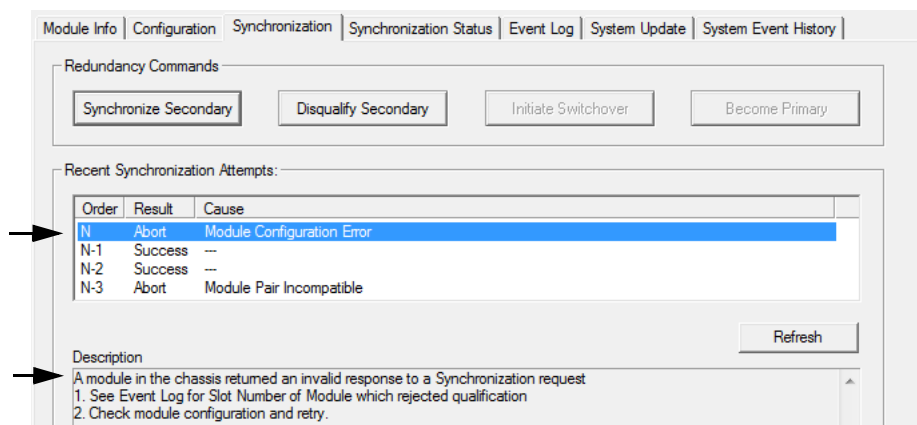 Module Info Configuration Synchronization Synchronization Status Event Log System Update System Event History
Redundancy Commands
Synchronize Secondary Disqualify Secondary Initiate Switchover Become Primary
Recent Synchronization Attempts:
Order Result Cause
N Abort Module Configuration Error
N-1 Success ---
N-2 Success ---
N-3 Abort Module Pair Incompatible
Refresh
Description
A module in the chassis returned an invalid response to a Synchronization request
1. See Event Log for Slot Number of Module which rejected qualification
2. Check module configuration and retry.